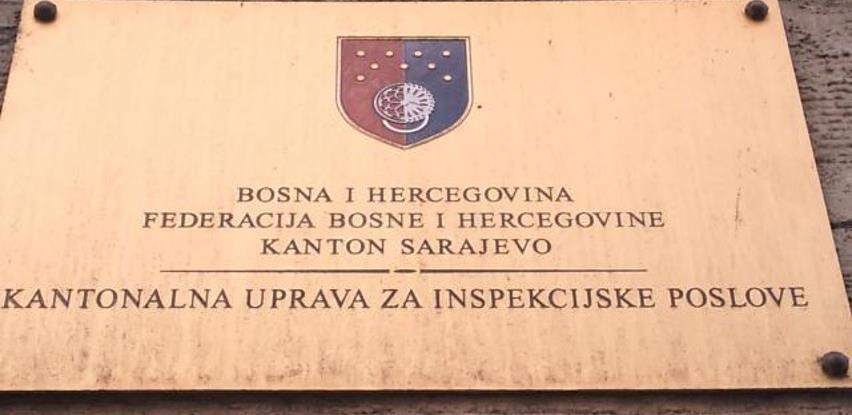 BOSNA I HERCEGOVINA
FEDERACIJA BOSNE I HERCEGOVINE
KANTON SARAJEVO
KANTONALNA UPRAVA ZA INSPEKCIJSKE POSLOVE